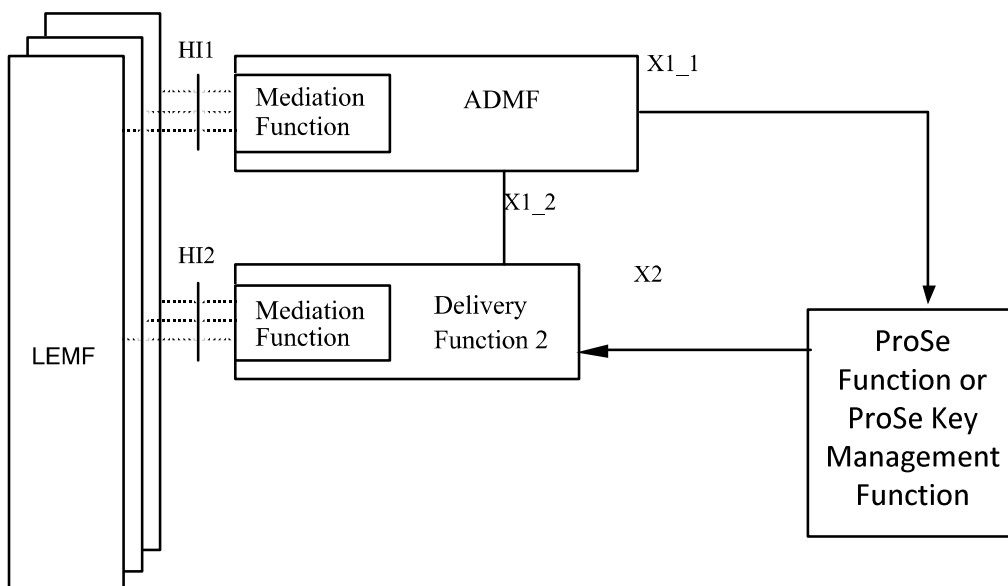 HI1
X1_1
Mediation
Function
ADMF
X1_2
HI2
X2
Mediation
Function
Delivery
Function 2
LEMF
ProSe
Function or
ProSe Key
Management
Function